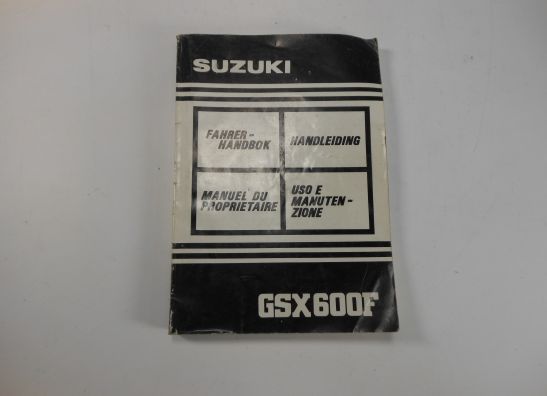 SUZUKI
FAHRER-
HANDBOK
HANDLEIDING
MANUEL DU
PROPRIETAIRE
USO E
MANUTEN-
ZIONE
GSX600F